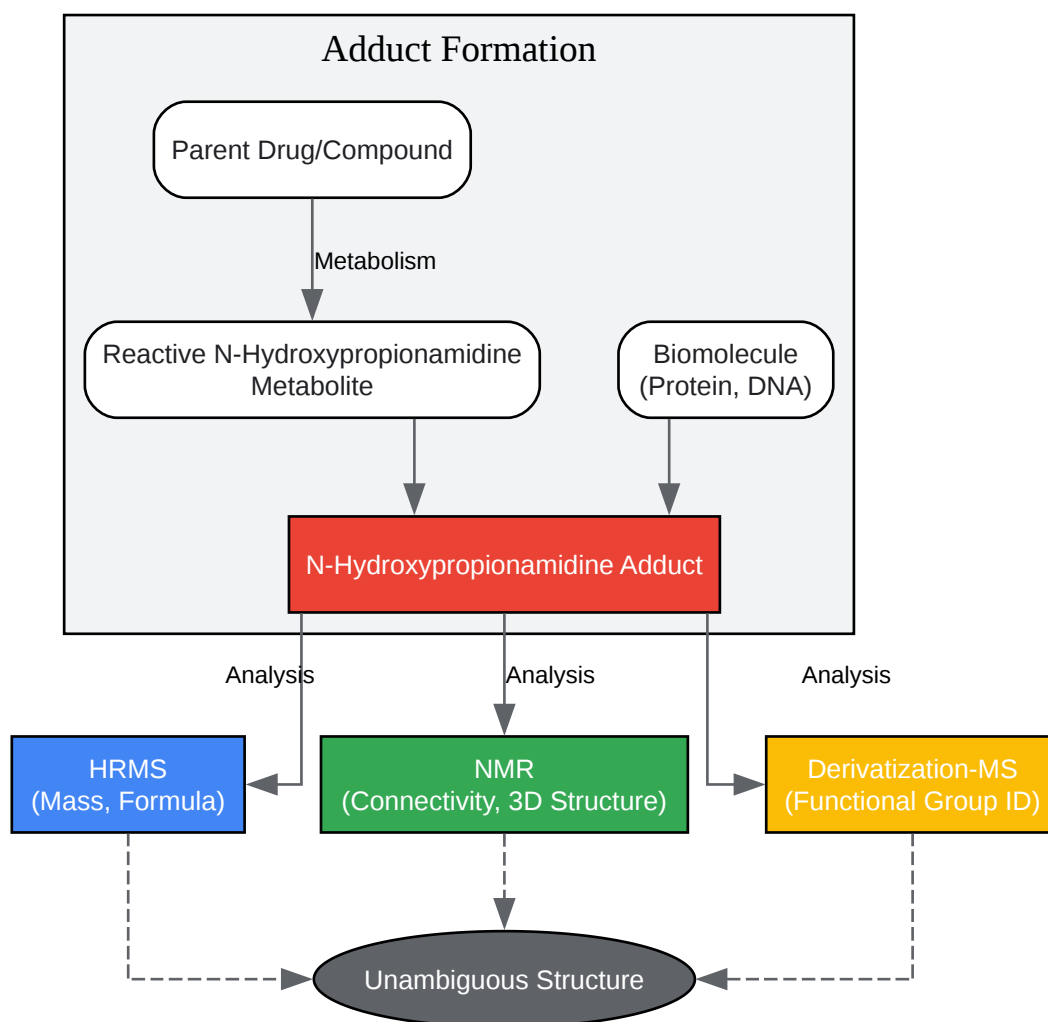 Adduct Formation
Parent Drug/Compound
Metabolism
Reactive N-Hydroxypropionamidine
Metabolite
Biomolecule
(Protein, DNA)
N-Hydroxypropionamidine Adduct
Analysis
Analysis
Analysis
HRMS
(Mass, Formula)
NMR
(Connectivity, 3D Structure)
Derivatization-MS
(Functional Group ID)
Unambiguous Structure